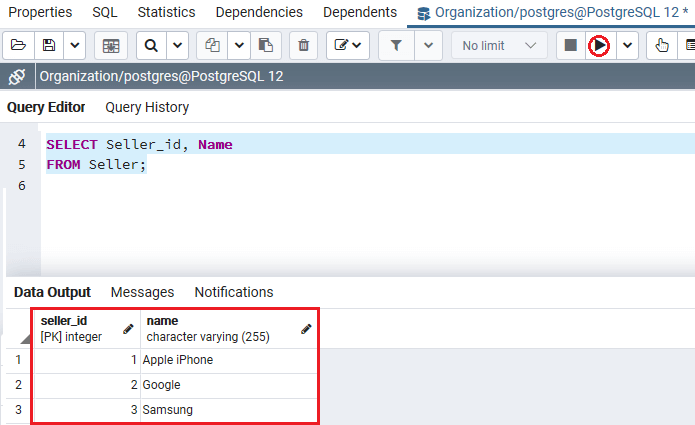 Properties SQL Statistics Dependencies Dependents Organization/postgres@PostgreSQL 12 *
No limit
Organization/postgres@PostgreSQL 12
Query Editor Query History
4 SELECT Seller_id, Name
5 FROM Seller;
6
Data Output Messages Notifications
seller_id name
[PK] integer character varying (255)
1 1 Apple iPhone
2 2 Google
3 3 Samsung